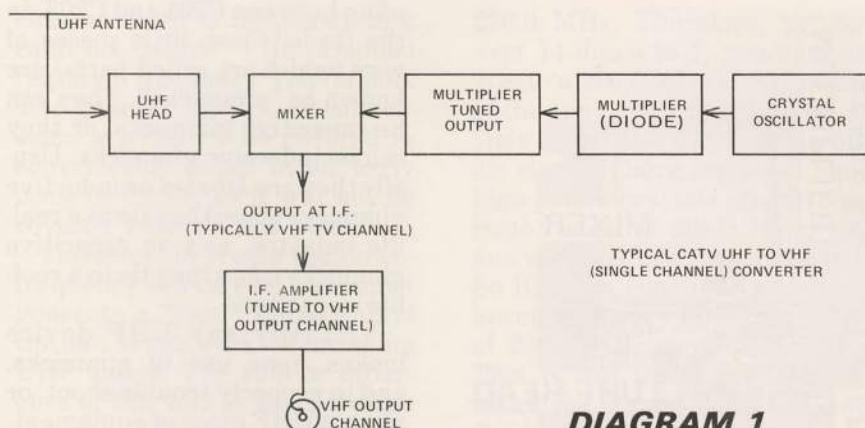 UHF ANTENNA
UHF
HEAD
MIXER
MULTIPLIER
TUNED
OUTPUT
MULTIPLIER
(DIODE)
CRYSTAL
OSCILLATOR
OUTPUT AT I.F.
(TYPICALLY VHF TV CHANNEL)
TYPICAL CATV UHF TO VHF
(SINGLE CHANNEL) CONVERTER
I.F. AMPLIFIER
(TUNED TO VHF
OUTPUT CHANNEL)
VHF OUTPUT
CHANNEL
DIAGRAM 1